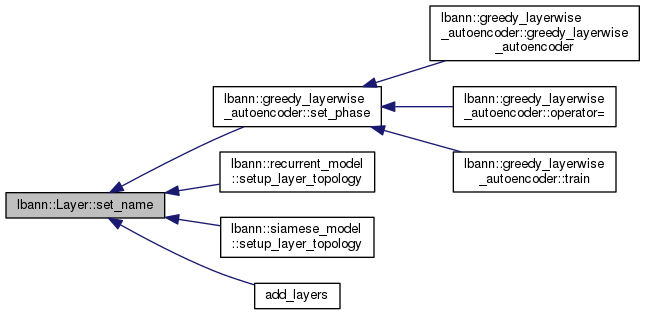 lbann::greedy_layerwise
_autoencoder::greedy_layerwise
_autoencoder
lbann::greedy_layerwise
_autoencoder::set_phase
lbann::greedy_layerwise
_autoencoder::operator=
lbann::recurrent_model
::setup_layer_topology
lbann::greedy_layerwise
_autoencoder::train
lbann::Layer::set_name
lbann::siamese_model
::setup_layer_topology
add_layers